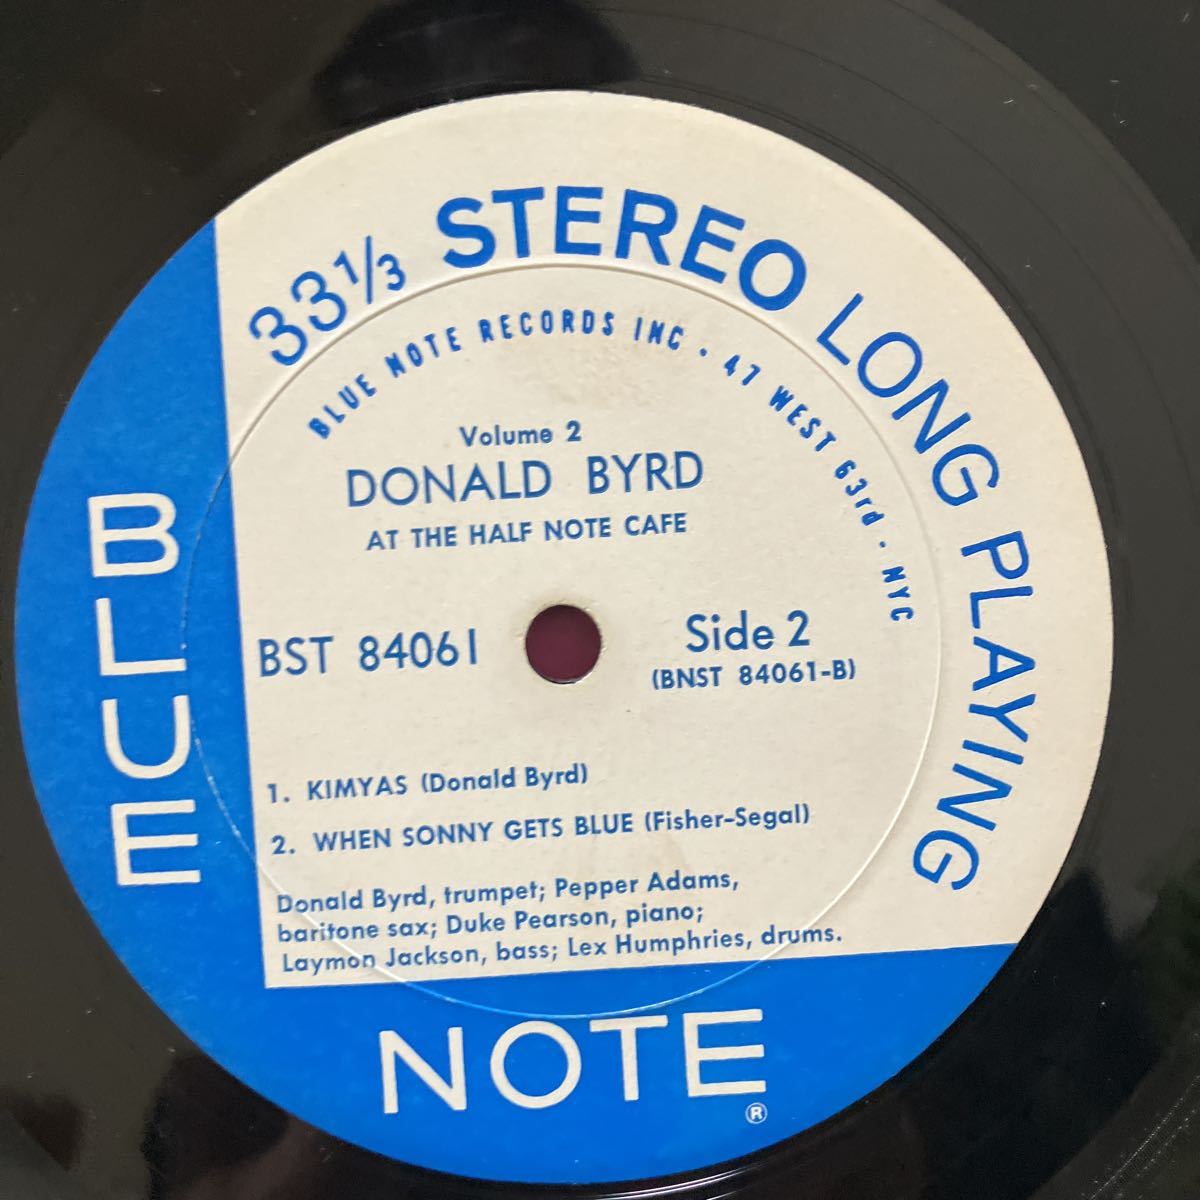 33⅓ STEREO LONG PLAYING
BLUE NOTE RECORDS INC · 47 WEST 63rd · NYC
Volume 2
DONALD BYRD
AT THE HALF NOTE CAFE
BST 84061
Side 2
(BNST 84061-B)
1. KIMYAS (Donald Byrd)
2. WHEN SONNY GETS BLUE (Fisher-Segal)
Donald Byrd, trumpet; Pepper Adams,
baritone sax; Duke Pearson, piano;
Laymon Jackson, bass; Lex Humphries, drums.
BLUE
NOTE
®